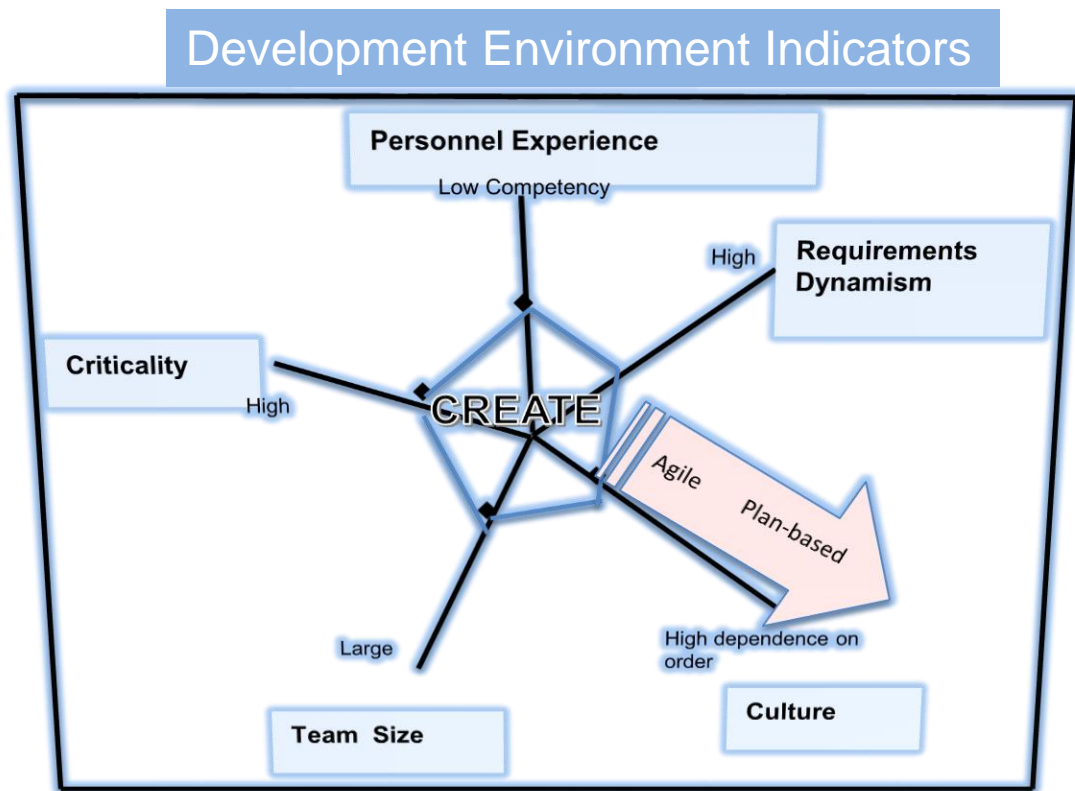 Development Environment Indicators
Personnel Experience
Low Competency
High
Requirements
Dynamism
Criticality
High
CREATE
Agile Plan-based
Large
High dependence on
order
Team Size
Culture